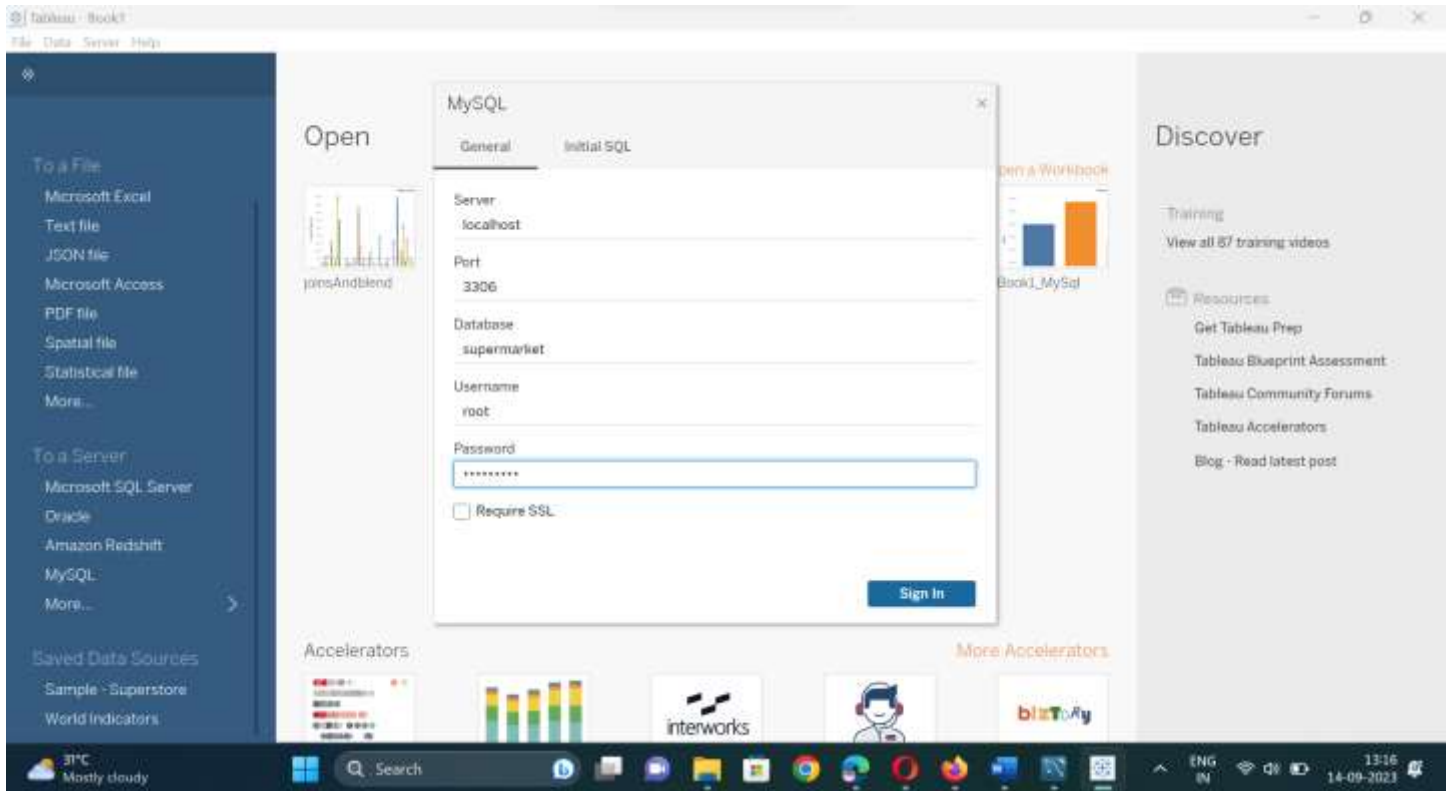 Tableau - Book1
File Data Server Help
To a File
Microsoft Excel
Text file
JSON file
Microsoft Access
PDF file
Spatial file
Statistical file
More...
To a Server
Microsoft SQL Server
Oracle
Amazon Redshift
MySQL
More...
Saved Data Sources
Sample - Superstore
World Indicators
Open
pen a Workbook
joinsAndblend
Book1_MySql
MySQL
General Initial SQL
Server
localhost
Port
3306
Database
supermarket
Username
root
Password
•••••••••
Require SSL
Sign In
Accelerators
More Accelerators
interworks
Discover
Training
View all 87 training videos
Resources
Get Tableau Prep
Tableau Blueprint Assessment
Tableau Community Forums
Tableau Accelerators
Blog - Read latest post
31°C
Mostly cloudy
Search
ENG
IN
13:16
14-09-2023